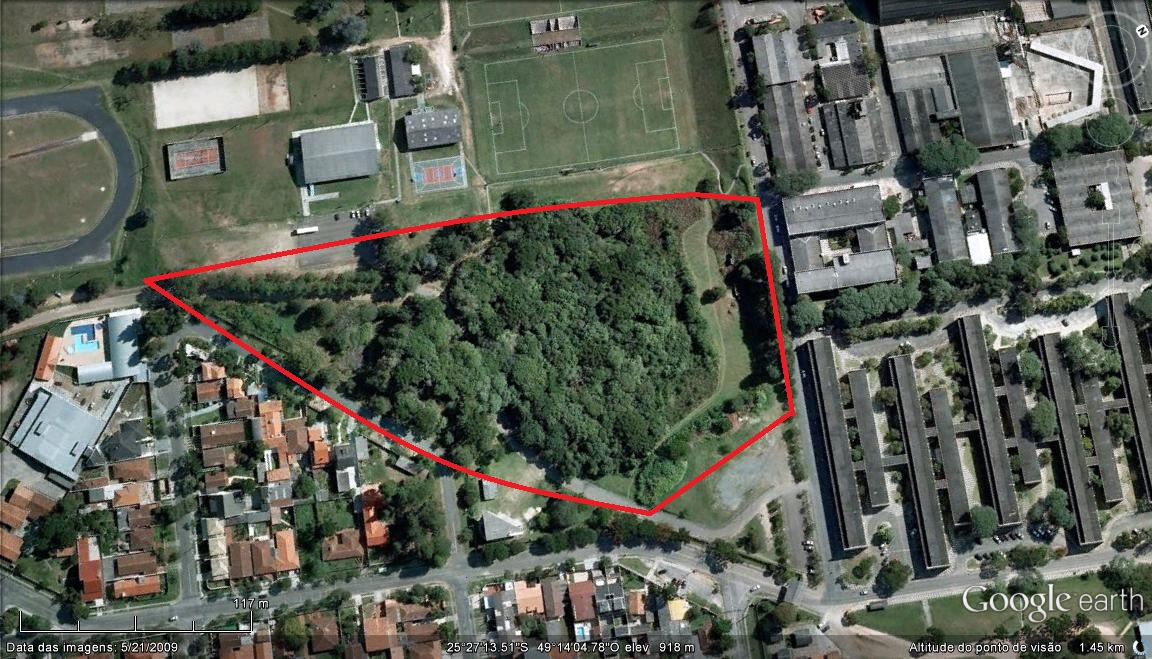 117 m
Google earth
Data das imagens: 5/21/2009 25°27'13.51"S 49°14'04.78"O elev 918 m Altitude do ponto de visão 1.45 km
N